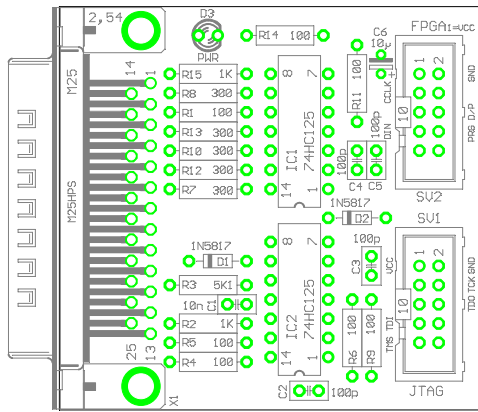 2,54
D3
PWR
R14 100
C6
10µ
FPGA 1=VCC
M25
14
1
R15 1K
R8 300
R1 100
R13 300
R10 300
R12 300
R7 300
8
7
IC1
74HC125
14
1
R11 100
CCLK
+
DIN
100p
100p
C4
C5
1
2
10
GND
PRG D/P
SV2
M25HPS
1N5817
D2
1N5817
D1
R3 5K1
10n
C1
R2 1K
R5 100
R4 100
8
7
IC2
74HC125
14
1
100p
C3
VCC
R6 100
R9 100
C2
100p
SV1
1
2
10
TMS TDI
TDO TCK GND
JTAG
25
13
X1